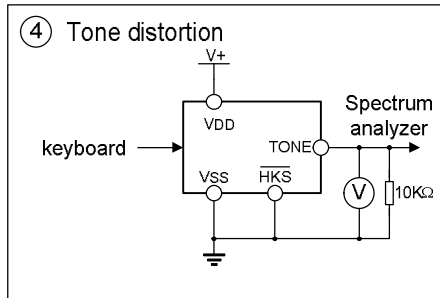 ④ Tone distortion
V+
Spectrum
analyzer
VDD
keyboard
TONE
VSS
HKS
V
10KΩ